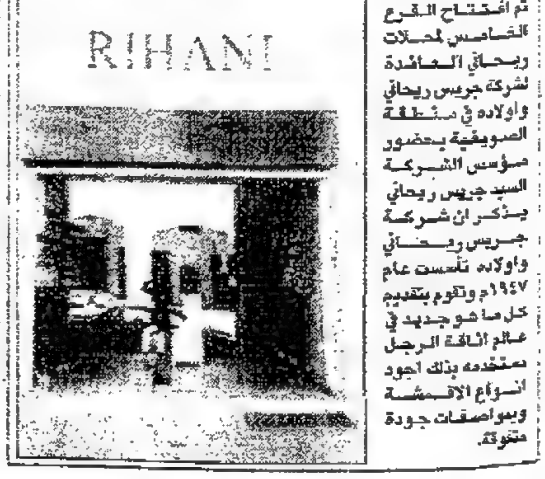 RIHANI
تم افتتاح الفرع
الخامس لمحلات
ريحاني العائدة
لشركة جريس ريحاني
واولاده في منطقة
الصويفية بحضور
مؤسس الشركة
السيد جريس ريحاني
يذكر ان شركة
جريس ريحاني
واولاده تأسست عام
١٩٤٧م وتقوم بتقديم
كل ما هو جديد في
عالم اناقة الرجل
مستخدمه بذلك اجود
انواع الاقمشة
وبمواصفات جودة
متفوقة.